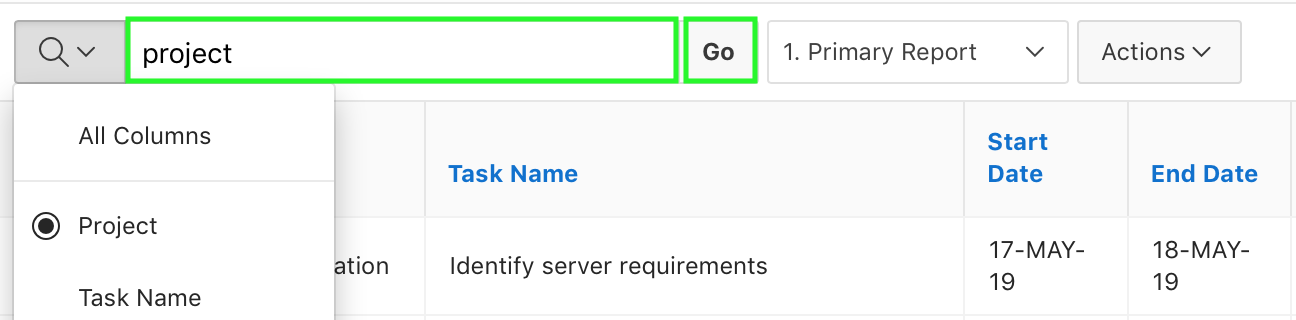 project
Go
1. Primary Report
Actions
All Columns
Project
Task Name
Task Name
Start
Date
End Date
ation
Identify server requirements
17-MAY-
19
18-MAY-
19